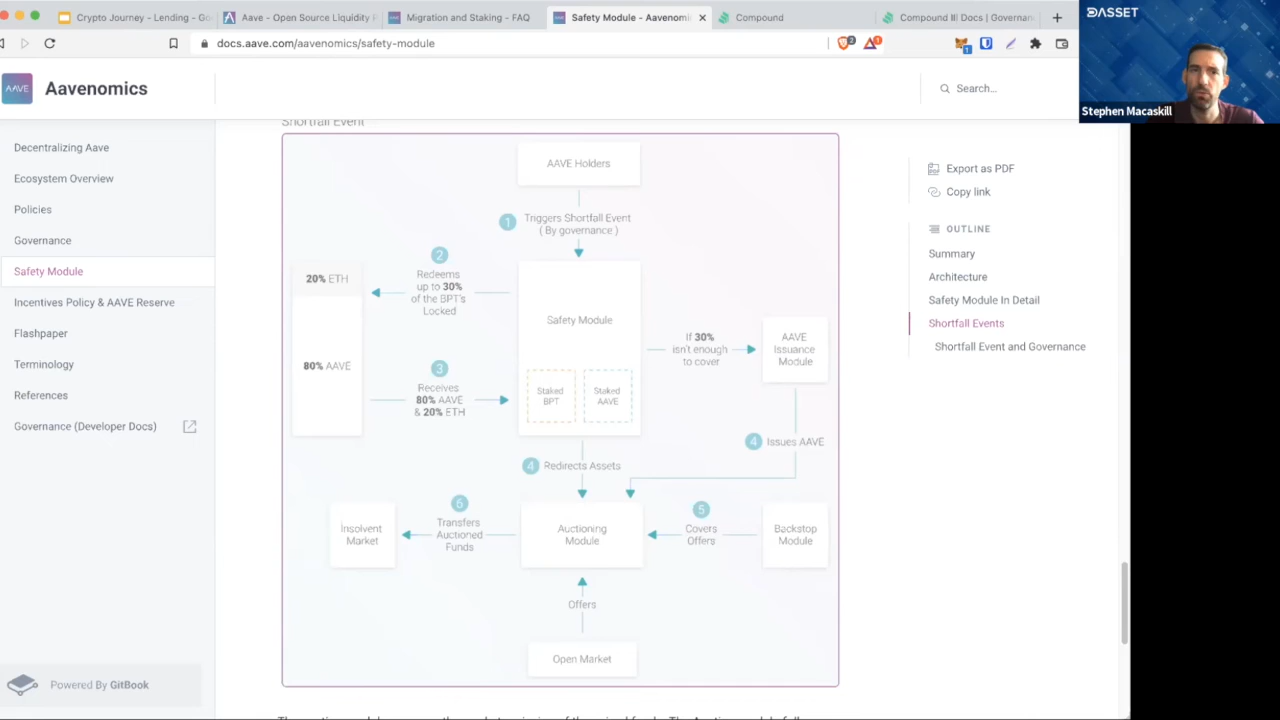 Crypto Journey - Lending - Go
Aave - Open Source Liquidity
Migration and Staking - FAQ
Safety Module - Aavenomi
Compound
Compound III Docs | Governan
docs.aave.com/aavenomics/safety-module
2
1
1
DASSET
Stephen Macaskill
AAVE
Aavenomics
Search...
Decentralizing Aave
Ecosystem Overview
Policies
Governance
Safety Module
Incentives Policy & AAVE Reserve
Flashpaper
Terminology
References
Governance (Developer Docs)
Powered By GitBook
Shortfall Event
AAVE Holders
1 Triggers Shortfall Event
( By governance )
2
Redeems
up to 30%
of the BPT's
Locked
20% ETH
80% AAVE
3
Receives
80% AAVE
& 20% ETH
Safety Module
Staked
BPT
Staked
AAVE
If 30%
isn't enough
to cover
AAVE
Issuance
Module
4 Issues AAVE
4 Redirects Assets
Insolvent
Market
6
Transfers
Auctioned
Funds
Auctioning
Module
5
Covers
Offers
Backstop
Module
Offers
Open Market
Export as PDF
Copy link
OUTLINE
Summary
Architecture
Safety Module In Detail
Shortfall Events
Shortfall Event and Governance